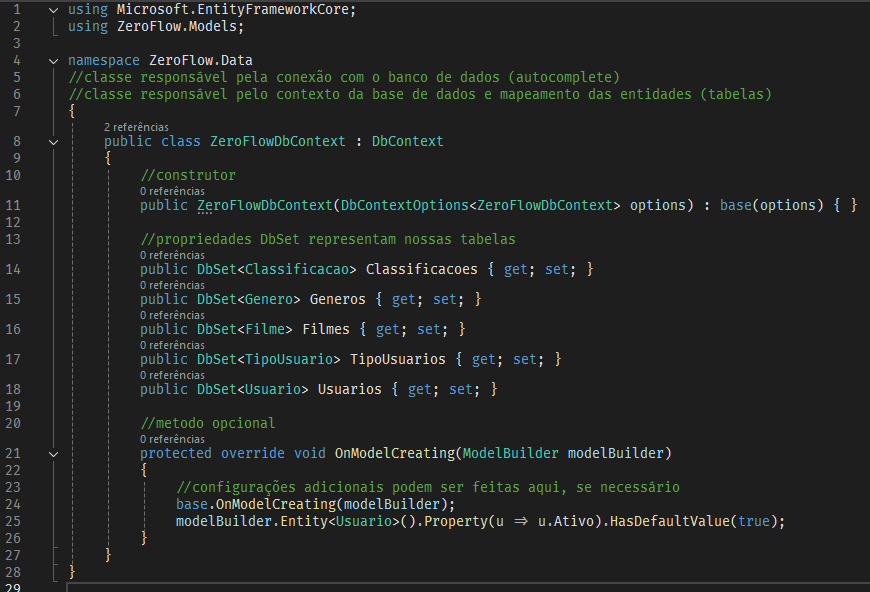 1 using Microsoft.EntityFrameworkCore;
2 using ZeroFlow.Models;
3
4 namespace ZeroFlow.Data
5 //classe responsável pela conexão com o banco de dados (autocomplete)
6 //classe responsável pelo contexto da base de dados e mapeamento das entidades (tabelas)
7 {
2 referências
8 public class ZeroFlowDbContext : DbContext
9 {
10 //construtor
0 referências
11 public ZeroFlowDbContext(DbContextOptions<ZeroFlowDbContext> options) : base(options) { }
12
13 //propriedades DbSet representam nossas tabelas
0 referências
14 public DbSet<Classificacao> Classificacoes { get; set; }
0 referências
15 public DbSet<Genero> Generos { get; set; }
0 referências
16 public DbSet<Filme> Filmes { get; set; }
0 referências
17 public DbSet<TipoUsuario> TipoUsuarios { get; set; }
0 referências
18 public DbSet<Usuario> Usuarios { get; set; }
19
20 //metodo opcional
0 referências
21 protected override void OnModelCreating(ModelBuilder modelBuilder)
22 {
23 //configurações adicionais podem ser feitas aqui, se necessário
24 base.OnModelCreating(modelBuilder);
25 modelBuilder.Entity<Usuario>().Property(u => u.Ativo).HasDefaultValue(true);
26 }
27 }
28 }
29